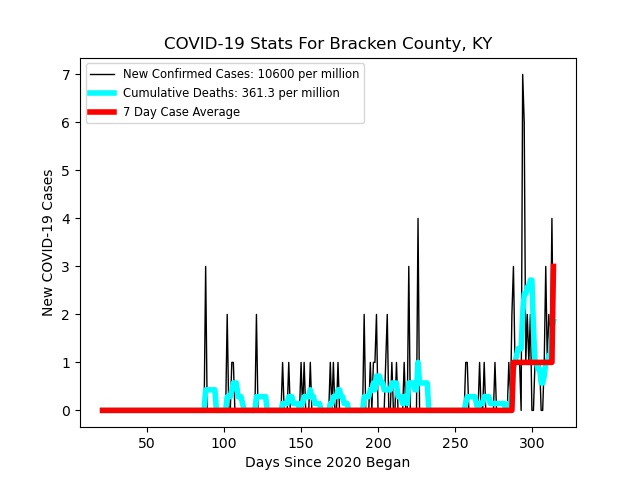 COVID-19 Stats For Bracken County, KY
New Confirmed Cases: 10600 per million
Cumulative Deaths: 361.3 per million
7 Day Case Average
New COVID-19 Cases
7
6
5
4
3
2
1
0
50 100 150 200 250 300
Days Since 2020 Began